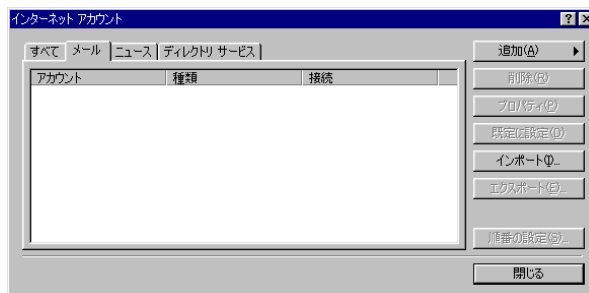 インターネット アカウント
すべて メール ニュース ディレクトリ サービス
アカウント 種類 接続
追加(A)
削除(R)
プロパティ(P)
既定に設定(D)
インポート(I)...
エクスポート(E)...
順番の設定(S)...
閉じる